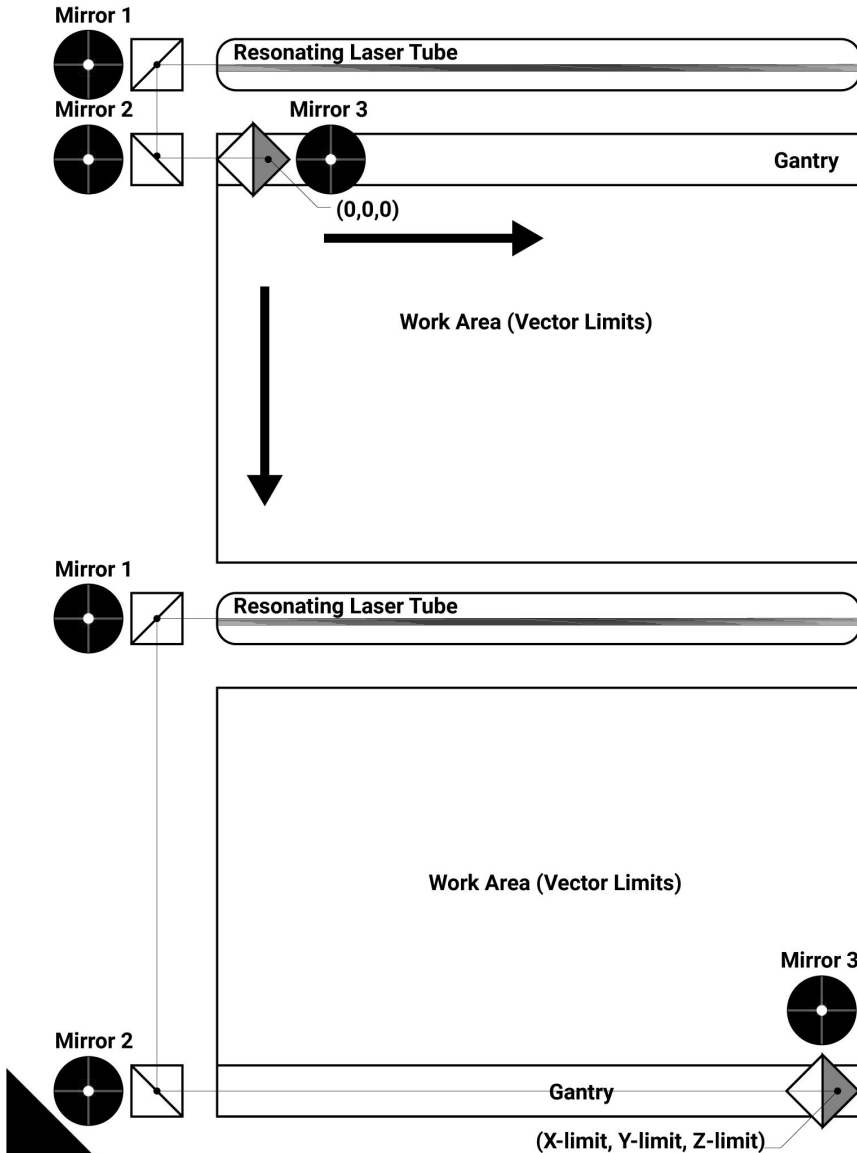 Mirror 1
Resonating Laser Tube
Mirror 2
Mirror 3
Gantry
(0,0,0)
Work Area (Vector Limits)
Mirror 1
Resonating Laser Tube
Work Area (Vector Limits)
Mirror 3
Mirror 2
Gantry
(X-limit, Y-limit, Z-limit)